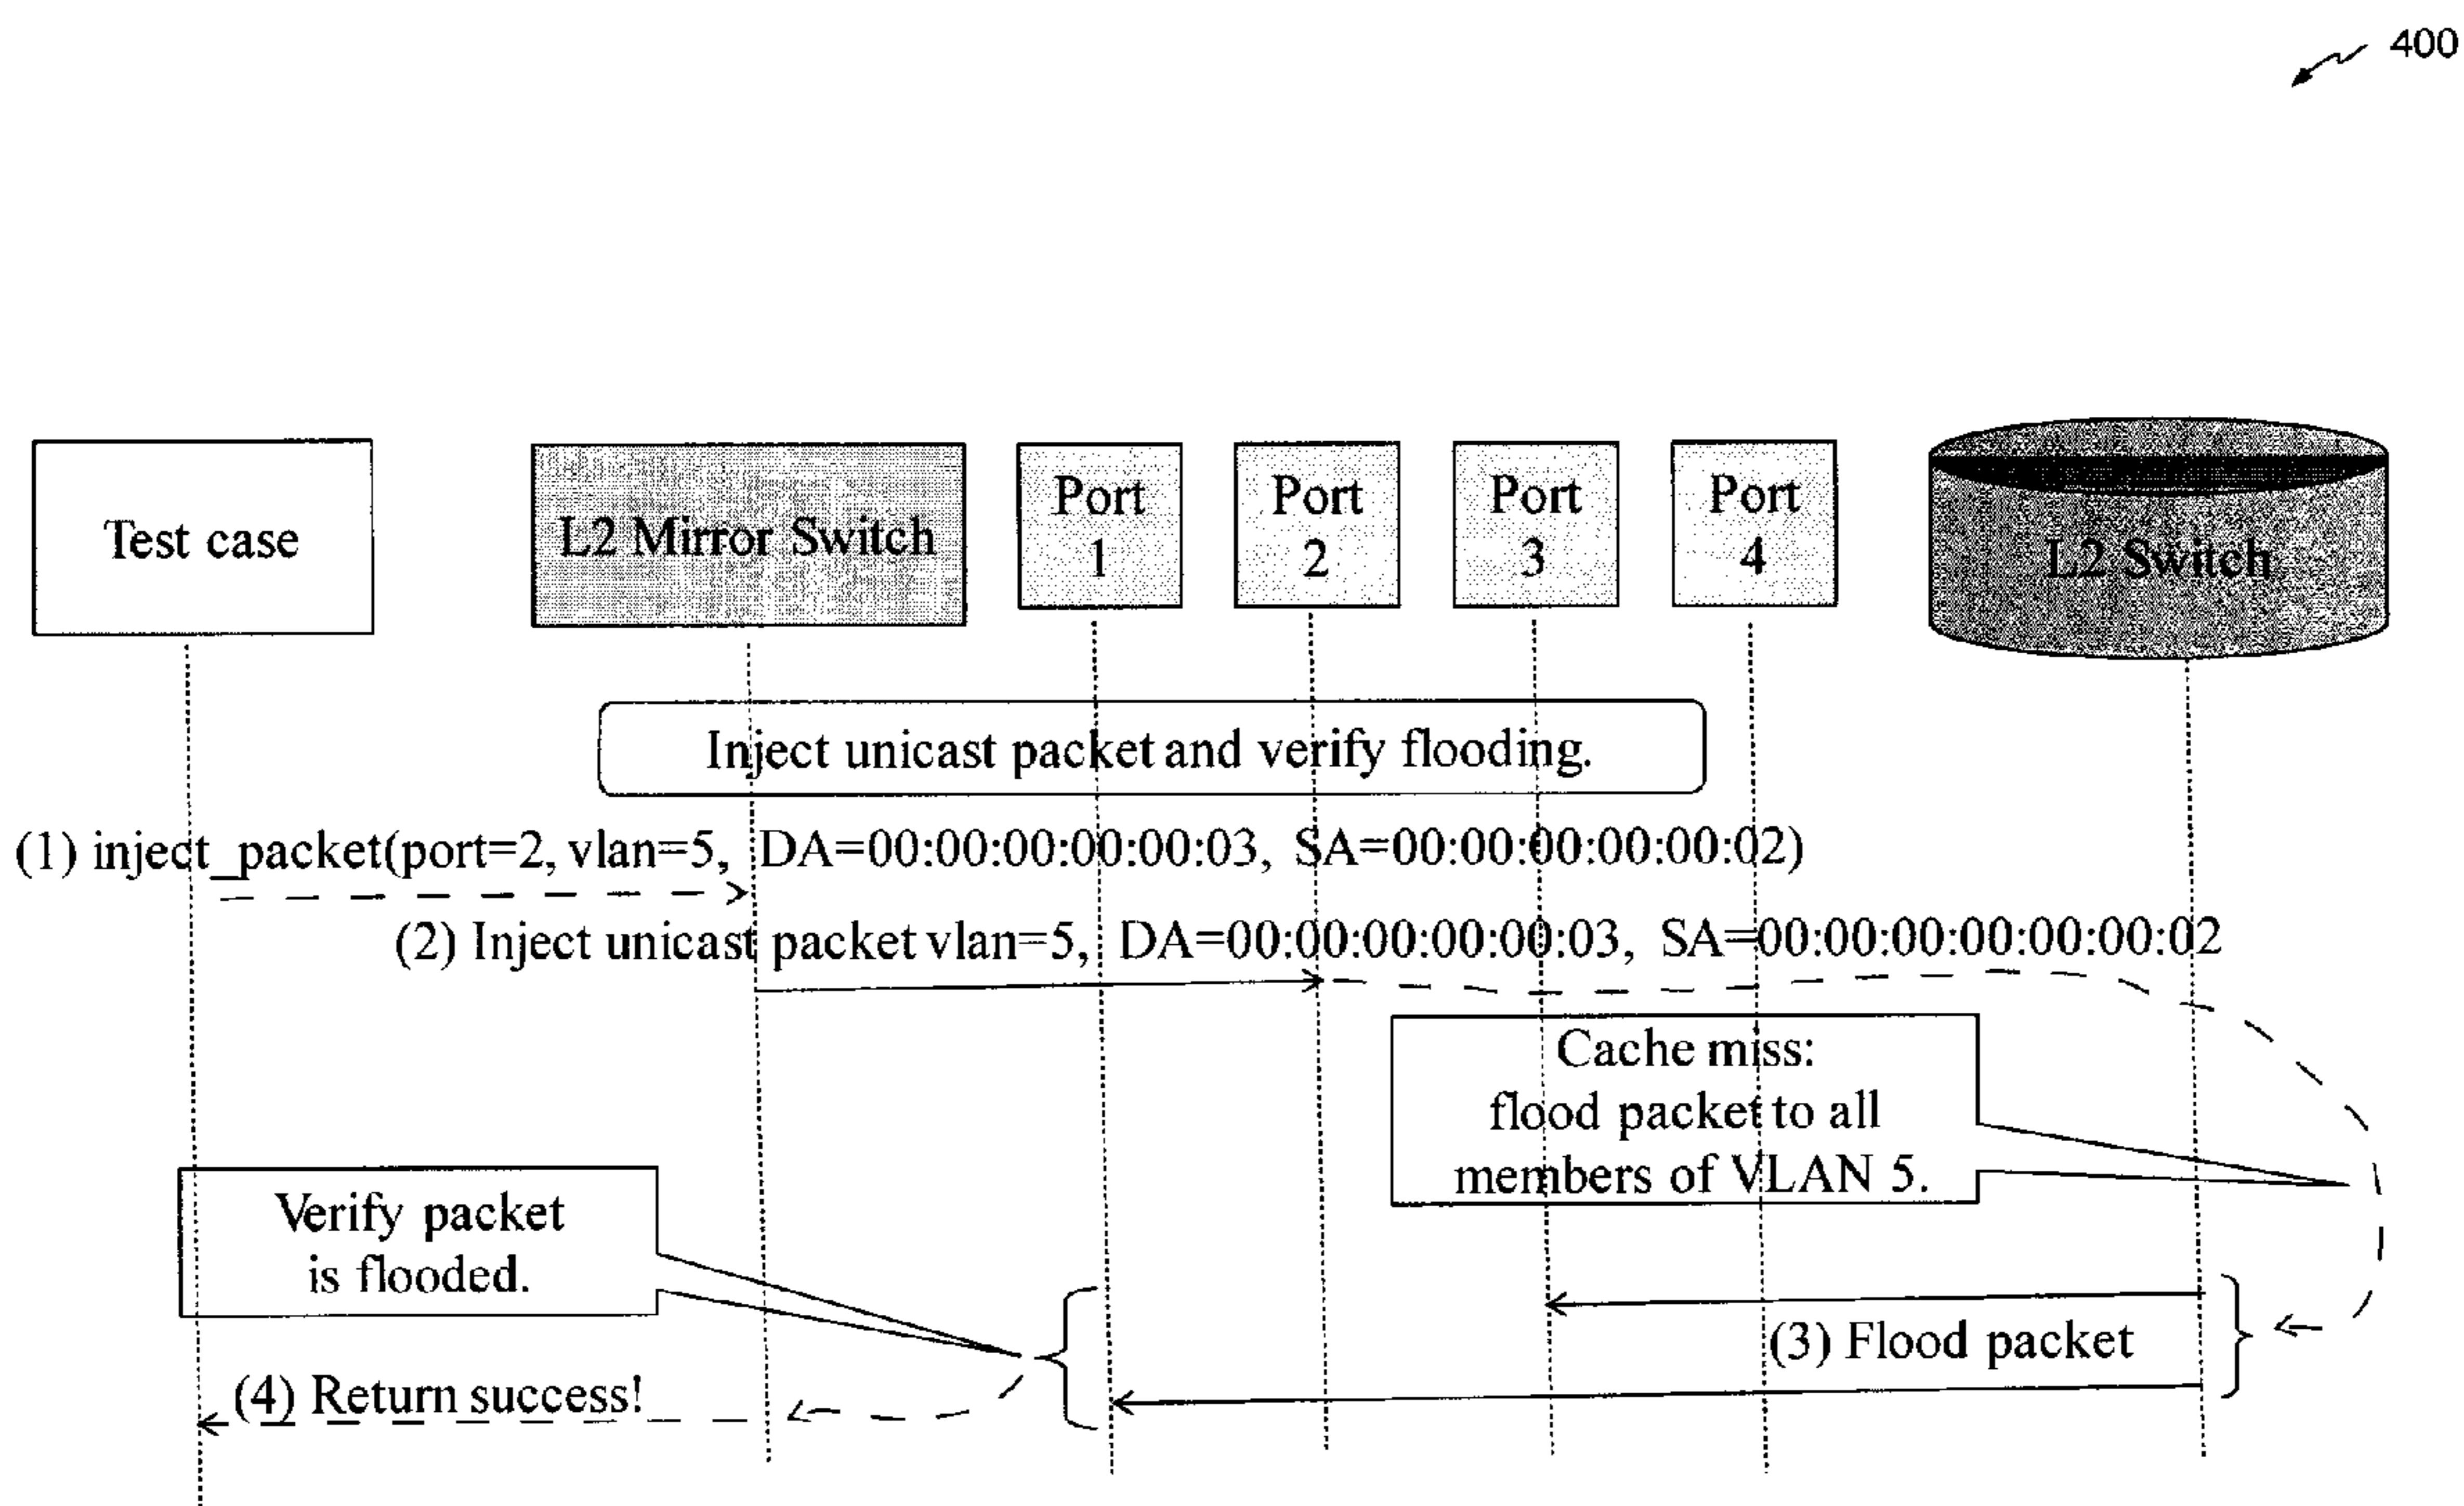 400
Test case
L2 Mirror Switch
Port
1
Port
2
Port
3
Port
4
L2 Switch
Inject unicast packet and verify flooding.
(1) inject_packet(port=2, vlan=5, DA=00:00:00:00:00:03, SA=00:00:00:00:00:02)
(2) Inject unicast packet vlan=5, DA=00:00:00:00:00:03, SA=00:00:00:00:00:00:02
Cache miss:
flood packet to all
members of VLAN 5.
Verify packet
is flooded.
(3) Flood packet
(4) Return success!